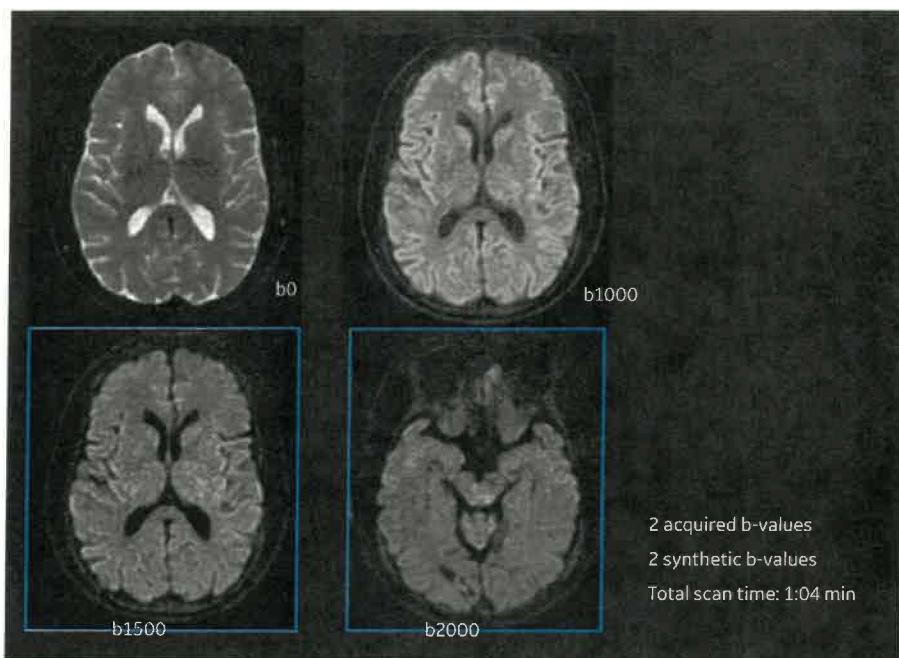 b0
b1000
b1500
b2000
2 acquired b-values
2 synthetic b-values
Total scan time: 1:04 min